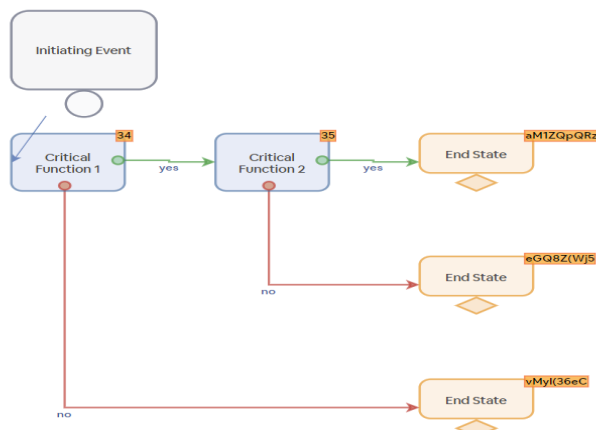 Initiating Event
34
35
aM1ZQpQRz
Critical
Function 1
Critical
Function 2
End State
yes
yes
eGQ8Z(Wj5
End State
no
vMyI(36eC
End State
no